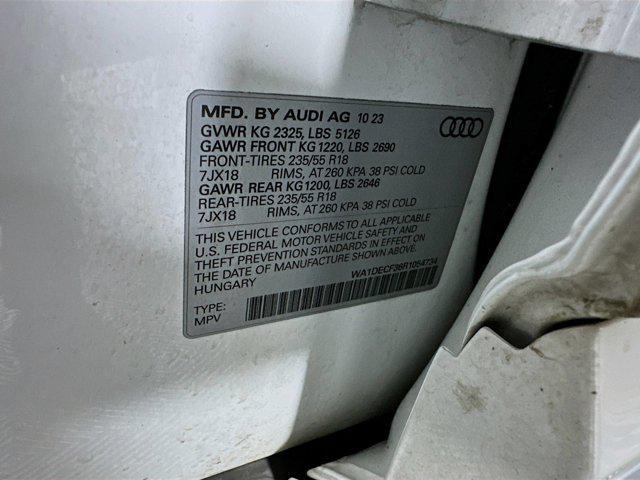 MFD. BY AUDI AG 10 23
GVWR KG 2325, LBS 5126
GAWR FRONT KG 1220, LBS 2690
FRONT-TIRES 235/55 R18
7JX18 RIMS, AT 260 KPA 38 PSI COLD
GAWR REAR KG 1200, LBS 2646
REAR-TIRES 235/55 R18
7JX18 RIMS, AT 260 KPA 38 PSI COLD
THIS VEHICLE CONFORMS TO ALL APPLICABLE
U.S. FEDERAL MOTOR VEHICLE SAFETY AND
THEFT PREVENTION STANDARDS IN EFFECT ON
THE DATE OF MANUFACTURE SHOWN ABOVE.
HUNGARY
WA1DECF36R1054734
TYPE:
MPV